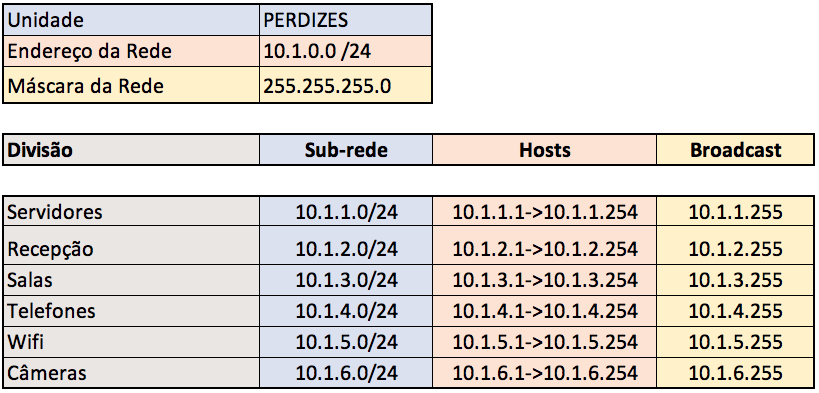 Unidade PERDIZES
Endereço da Rede 10.1.0.0 /24
Máscara da Rede 255.255.255.0
Divisão Sub-rede Hosts Broadcast
Servidores 10.1.1.0/24 10.1.1.1->10.1.1.254 10.1.1.255
Recepção 10.1.2.0/24 10.1.2.1->10.1.2.254 10.1.2.255
Salas 10.1.3.0/24 10.1.3.1->10.1.3.254 10.1.3.255
Telefones 10.1.4.0/24 10.1.4.1->10.1.4.254 10.1.4.255
Wifi 10.1.5.0/24 10.1.5.1->10.1.5.254 10.1.5.255
Câmeras 10.1.6.0/24 10.1.6.1->10.1.6.254 10.1.6.255